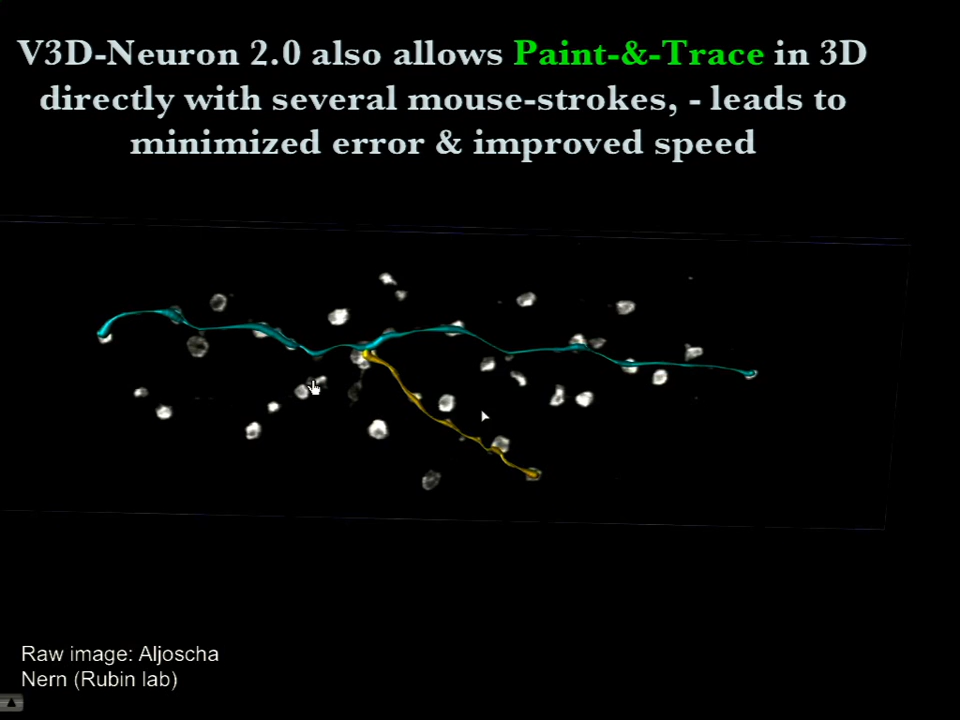 V3D-Neuron 2.0 also allows Paint-&-Trace in 3D
directly with several mouse-strokes, - leads to
minimized error & improved speed
Raw image: Aljoscha
Nern (Rubin lab)